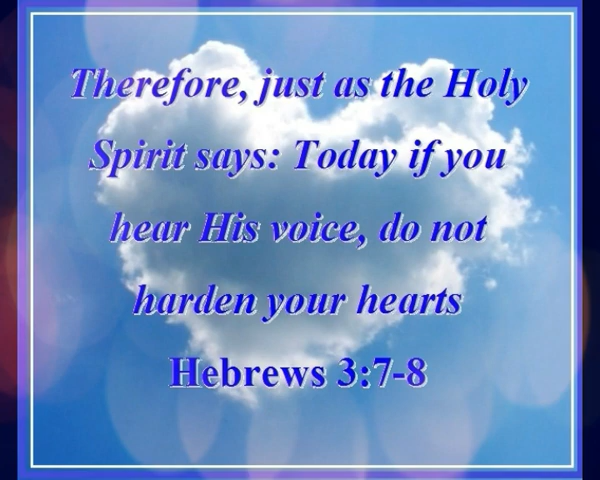 Therefore, just as the Holy
Spirit says: Today if you
hear His voice, do not
harden your hearts
Hebrews 3:7-8